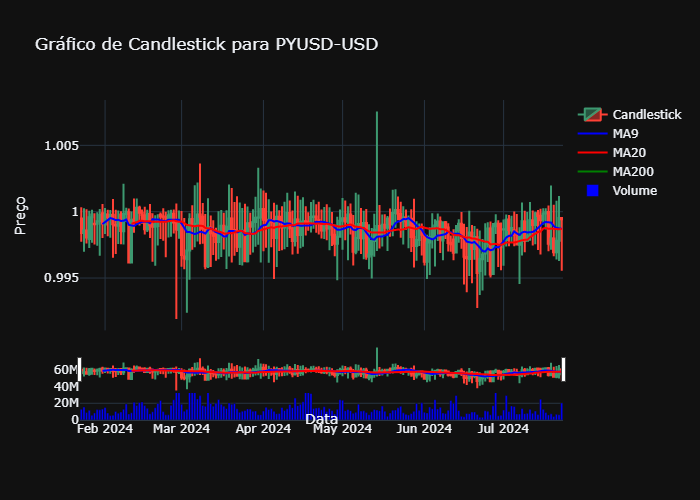 Gráfico de Candlestick para PYUSD-USD
Candlestick
MA9
MA20
MA200
Volume
Preço
1.005
1
0.995
60M
40M
20M
0
Feb 2024
Mar 2024
Apr 2024
May 2024
Jun 2024
Jul 2024
Data